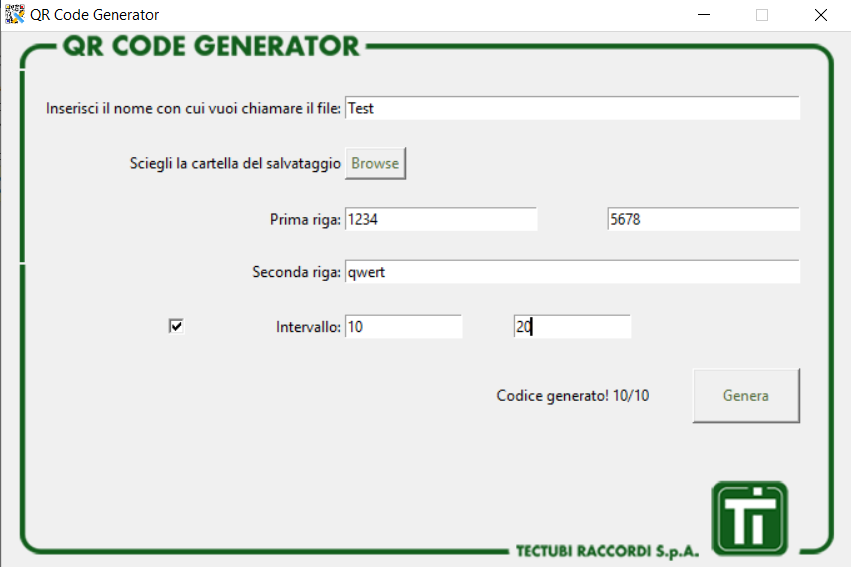 QR Code Generator
QR CODE GENERATOR
Inserisci il nome con cui vuoi chiamare il file: Test
Sciegli la cartella del salvataggio Browse
Prima riga: 1234 5678
Seconda riga: qwert
Intervallo: 10 20
Codice generato! 10/10 Genera
Ti
TECTUBI RACCORDI S.p.A.